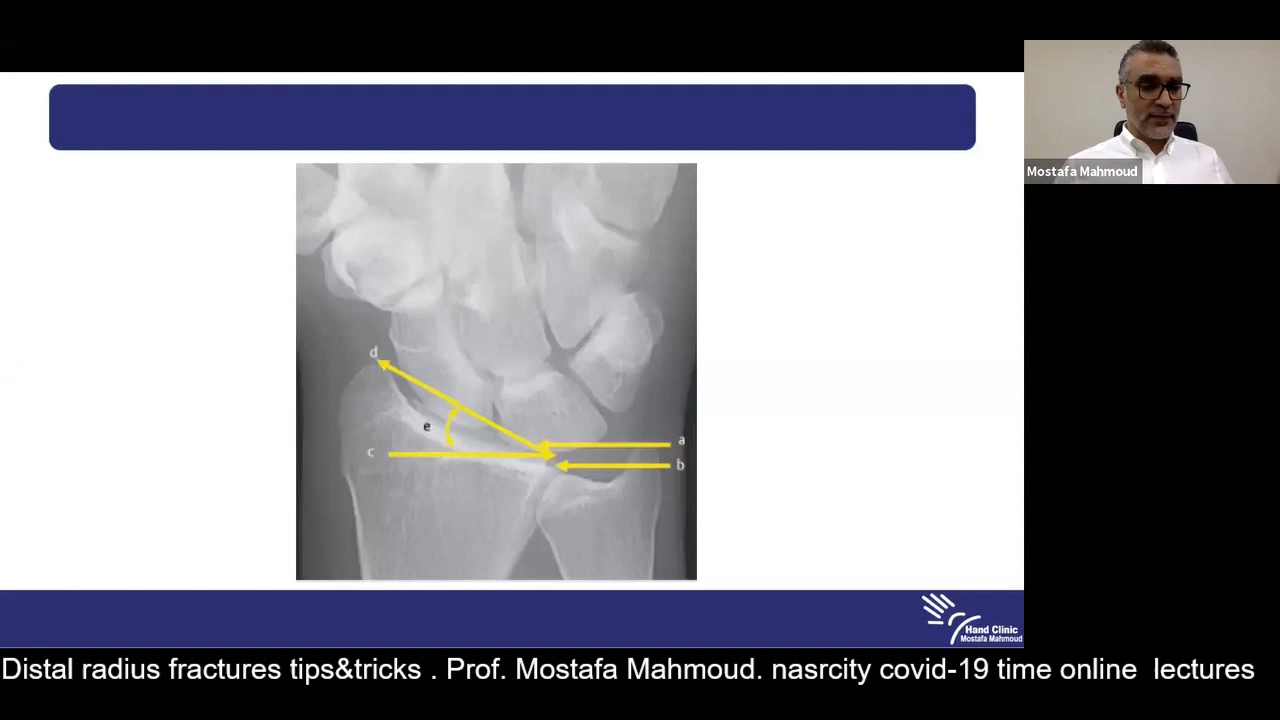 Mostafa Mahmoud
d
e
a
c
b
Hand Clinic
Mostafa Mahmoud
Distal radius fractures tips&tricks . Prof. Mostafa Mahmoud. nasrcity covid-19 time online  lectures